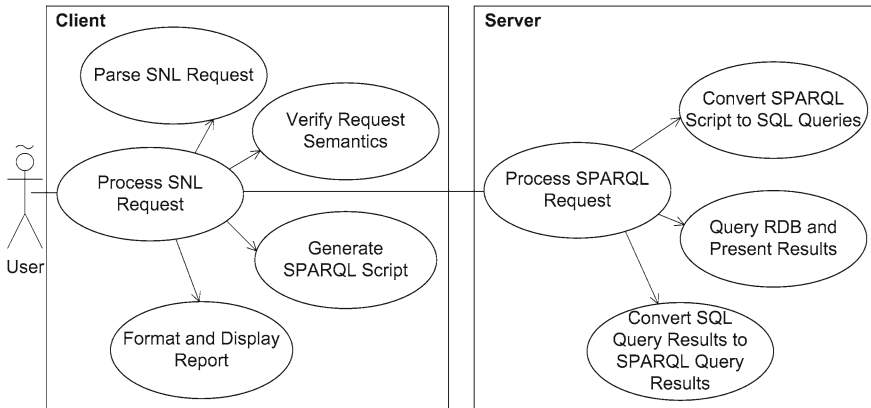 Client
Server
Parse SNL Request
Verify Request
Semantics
Process SNL
Request
Generate
SPARQL Script
Format and Display
Report
User
Convert SPARQL
Script to SQL Queries
Process SPARQL
Request
Query RDB and
Present Results
Convert SQL
Query Results to
SPARQL Query
Results